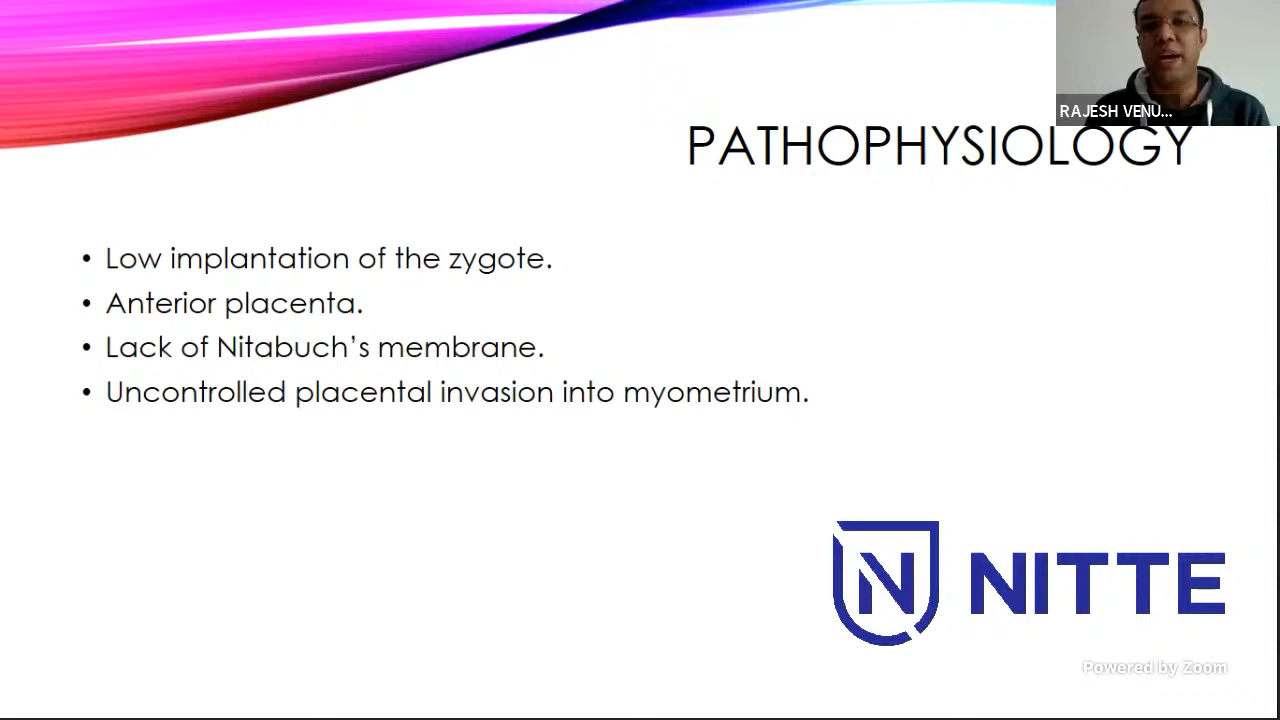 RAJESH VENU...
PATHOPHYSIOLOGY
• Low implantation of the zygote.
• Anterior placenta.
• Lack of Nitabuch’s membrane.
• Uncontrolled placental invasion into myometrium.
N NITTE
Powered by Zoom